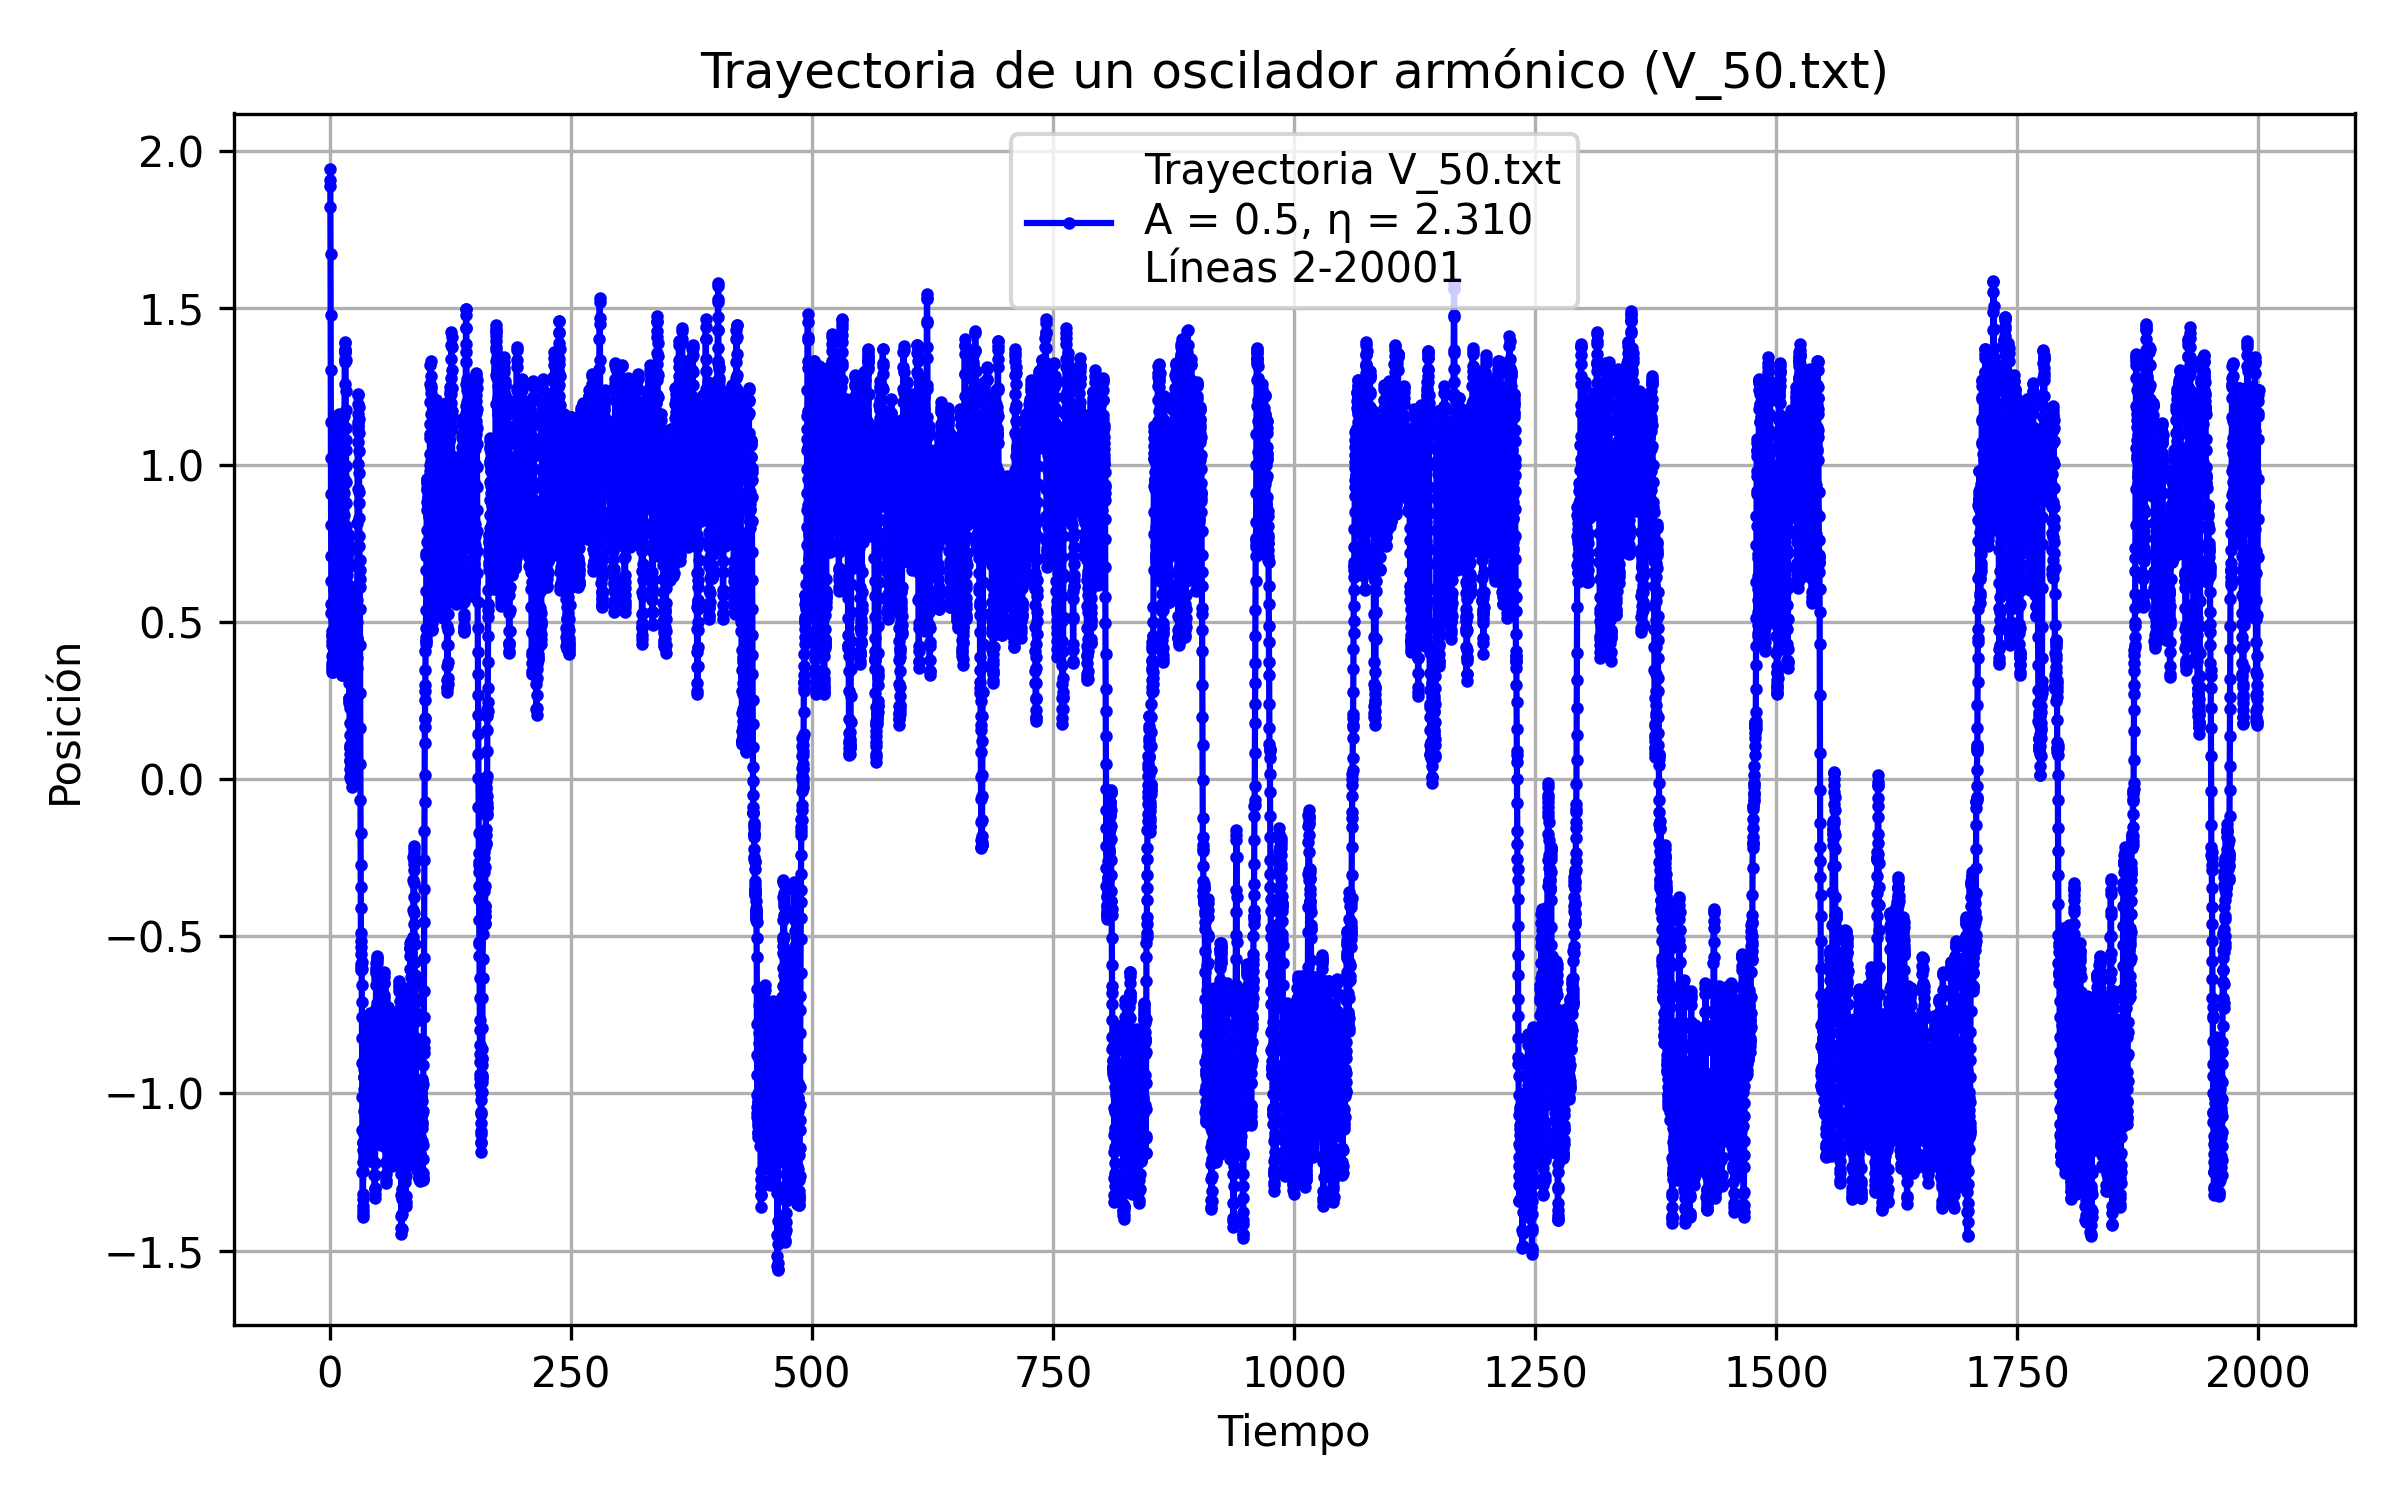 Trayectoria de un oscilador armónico (V_50.txt)
Trayectoria V_50.txt
A = 0.5, η = 2.310
Líneas 2-20001
2.0
1.5
1.0
0.5
0.0
−0.5
−1.0
−1.5
Posición
0 250 500 750 1000 1250 1500 1750 2000
Tiempo